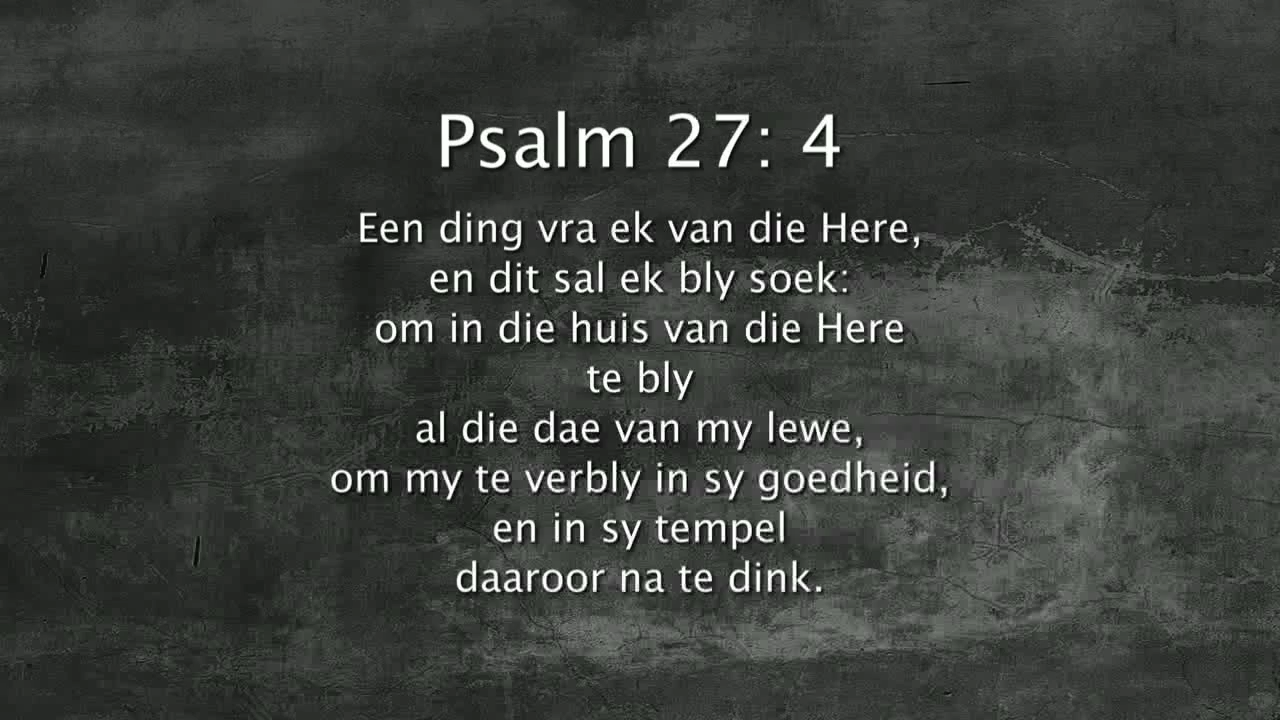 Psalm 27: 4
Een ding vra ek van die Here,
en dit sal ek bly soek:
om in die huis van die Here
te bly
al die dae van my lewe,
om my te verbly in sy goedheid,
en in sy tempel
daaroor na te dink.